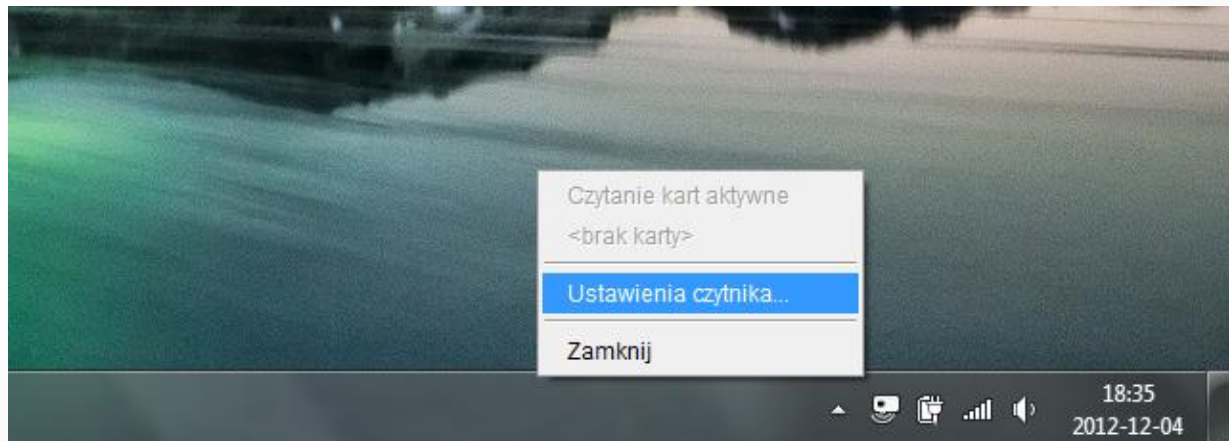 Czytanie kart aktywne
<brak karty>
Ustawienia czytnika...
Zamknij
18:35
2012-12-04